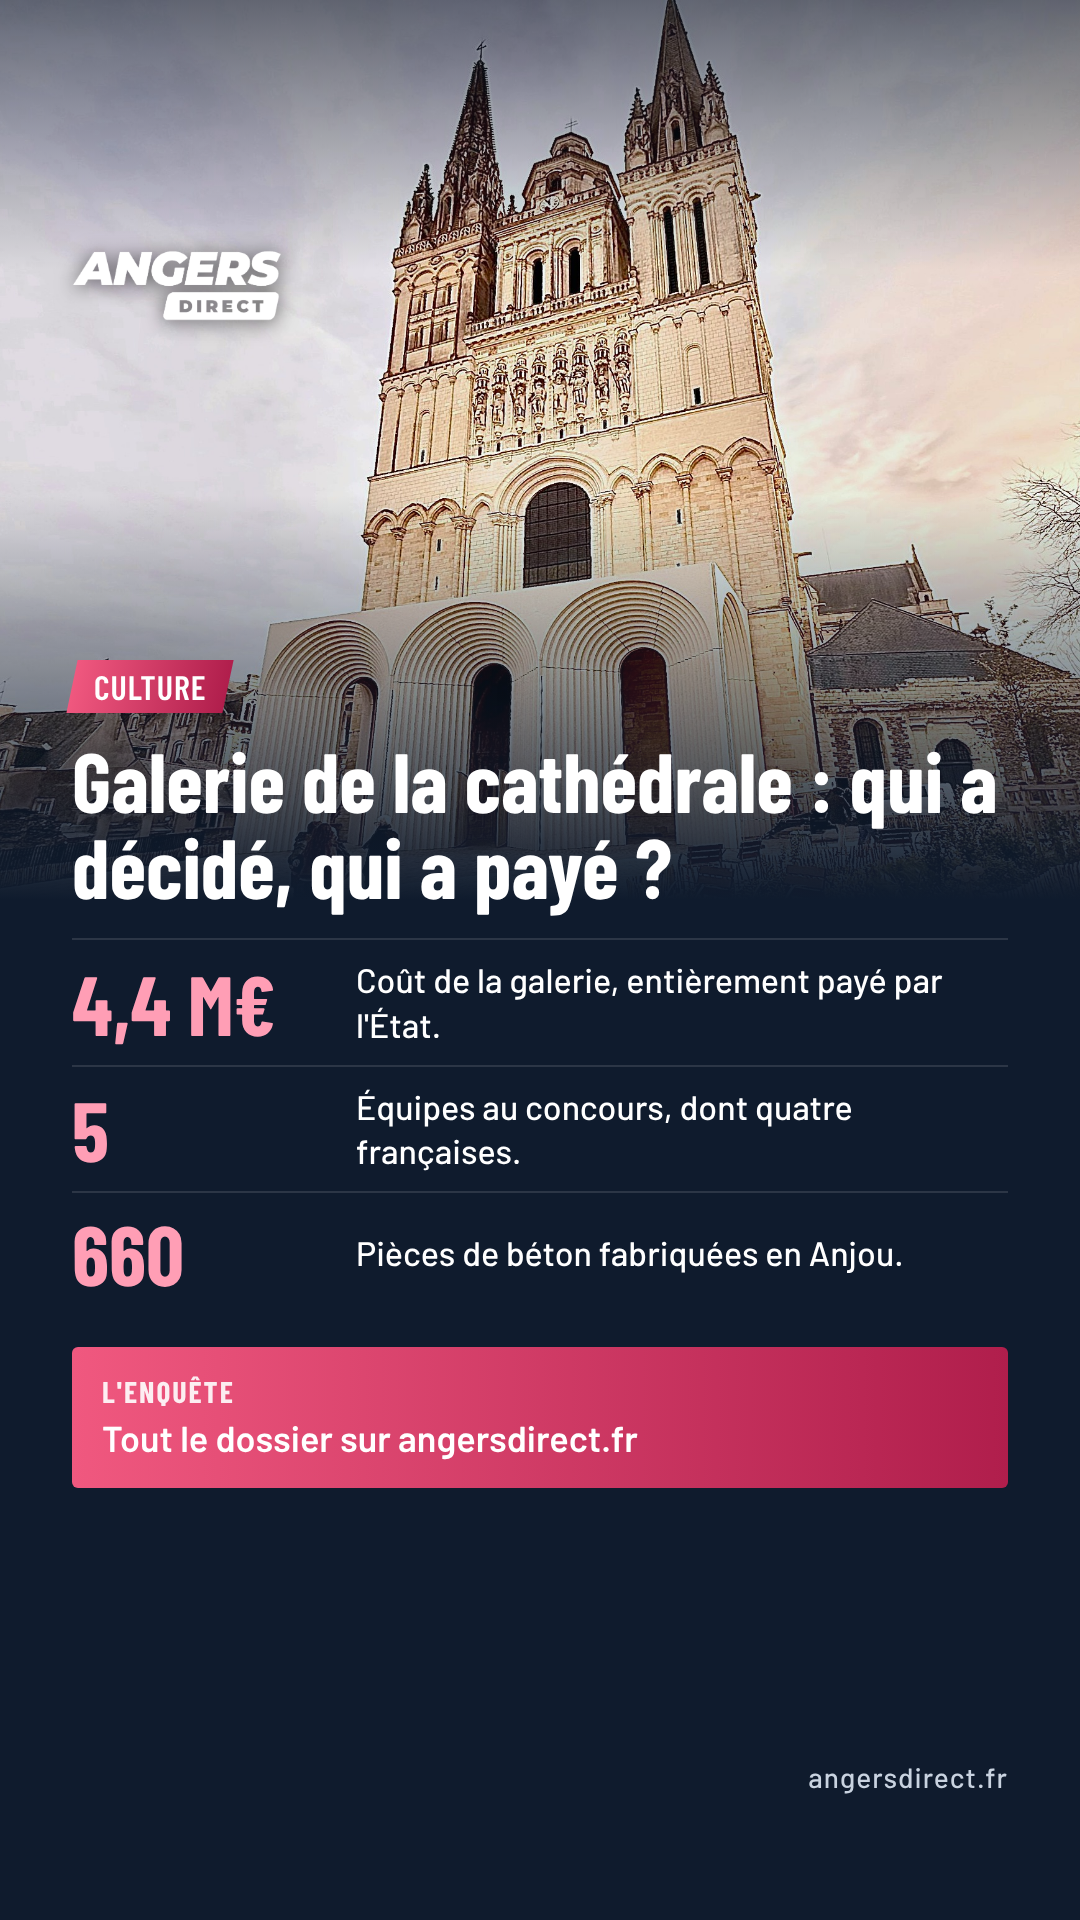 ANGERS
DIRECT
CULTURE
Galerie de la cathédrale : qui a
décidé, qui a payé ?
4,4 M€
Coût de la galerie, entièrement payé par
l'État.
5
Équipes au concours, dont quatre
françaises.
660
Pièces de béton fabriquées en Anjou.
L'ENQUÊTE
Tout le dossier sur angersdirect.fr
angersdirect.fr